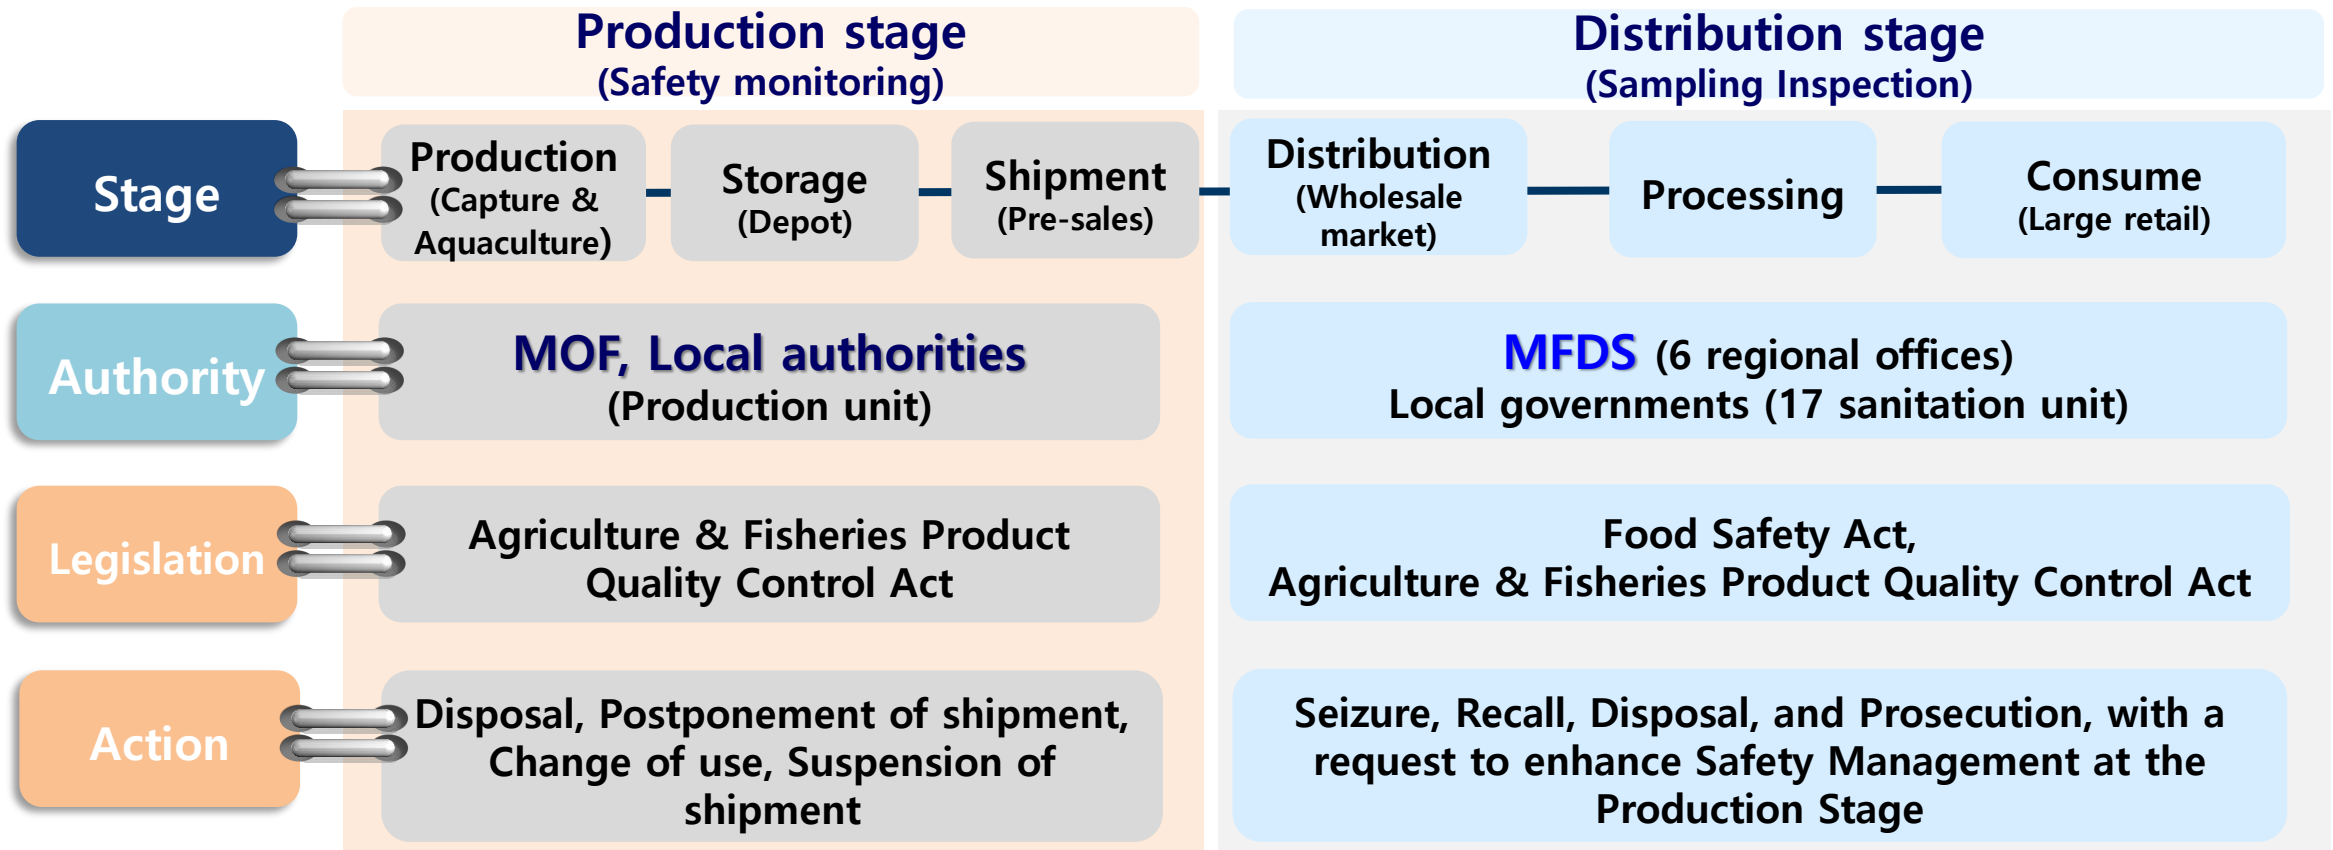 Production stage
(Safety monitoring)
Distribution stage
(Sampling Inspection)
Stage
Production
(Capture &
Aquaculture)
Storage
(Depot)
Shipment
(Pre-sales)
Distribution
(Wholesale
market)
Processing
Consume
(Large retail)
Authority
MOF, Local authorities
(Production unit)
MFDS (6 regional offices)
Local governments (17 sanitation unit)
Legislation
Agriculture & Fisheries Product
Quality Control Act
Food Safety Act,
Agriculture & Fisheries Product Quality Control Act
Action
Disposal, Postponement of shipment,
Change of use, Suspension of
shipment
Seizure, Recall, Disposal, and Prosecution, with a
request to enhance Safety Management at the
Production Stage